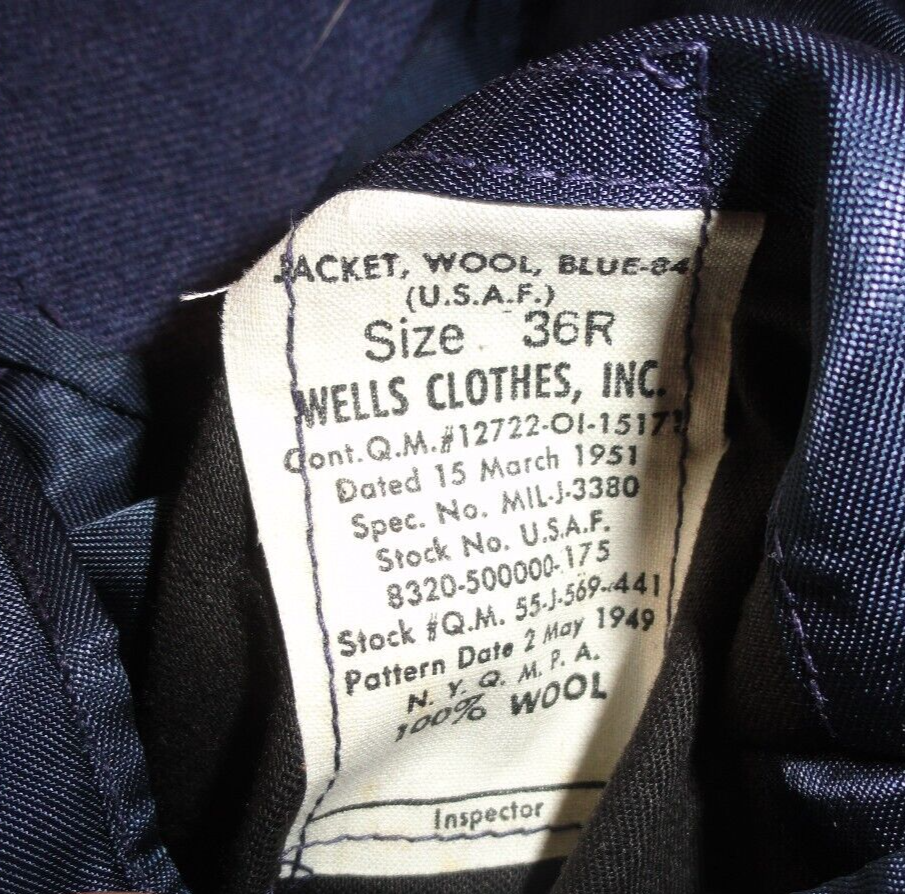 JACKET, WOOL, BLUE-84
(U.S.A.F.)
Size 36R
WELLS CLOTHES, INC.
Cont.Q.M.#12722-OI-15171
Dated 15 March 1951
Spec. No. MIL-J-3380
Stock No. U.S.A.F.
8320-500000-175
Stock #Q.M. 55-J-569-441
Pattern Date 2 May 1949
N. Y. Q. M. P. A.
100% WOOL
Inspector